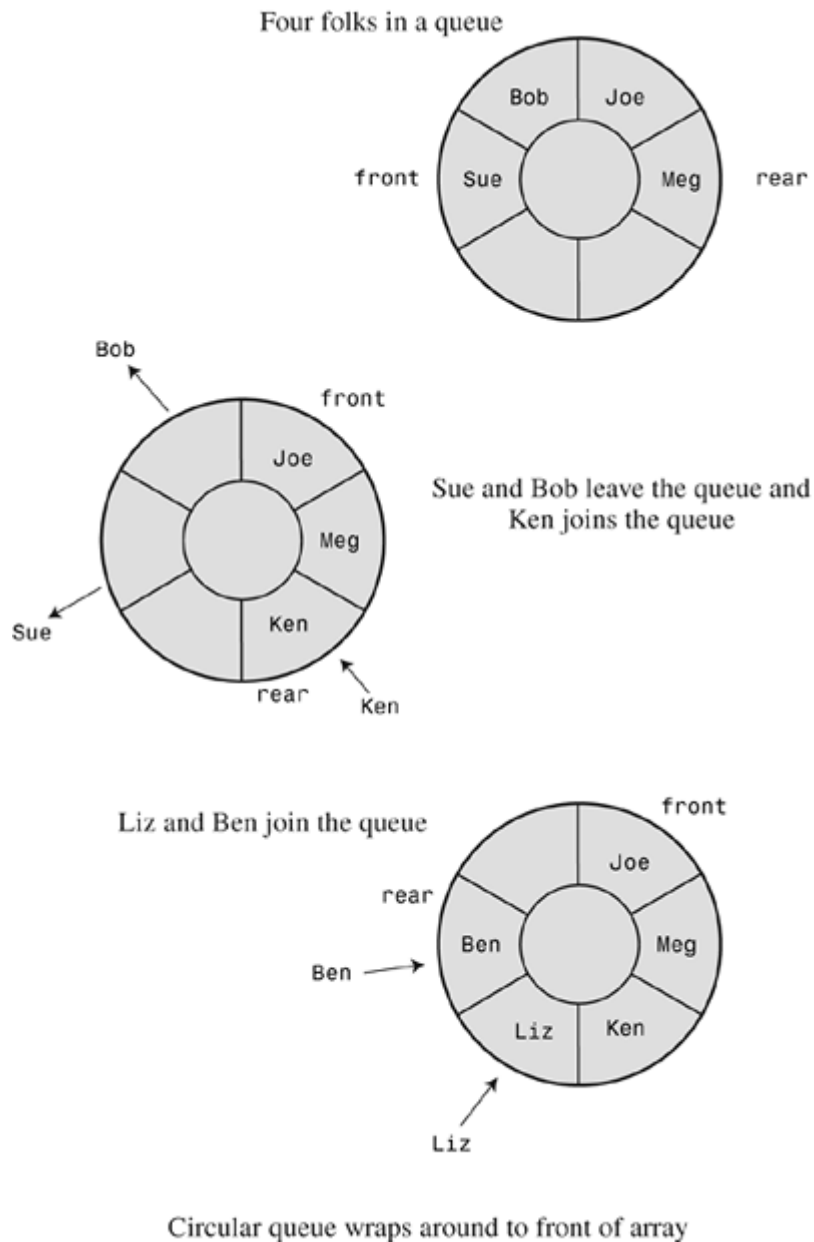 Four folks in a queue
Bob Joe
front Sue Meg rear
Bob
front
Joe
Sue and Bob leave the queue and
Ken joins the queue
Meg
Ken
Sue
rear
Ken
Liz and Ben join the queue
front
Joe
rear
Ben Meg
Ben
Liz Ken
Liz
Circular queue wraps around to front of array